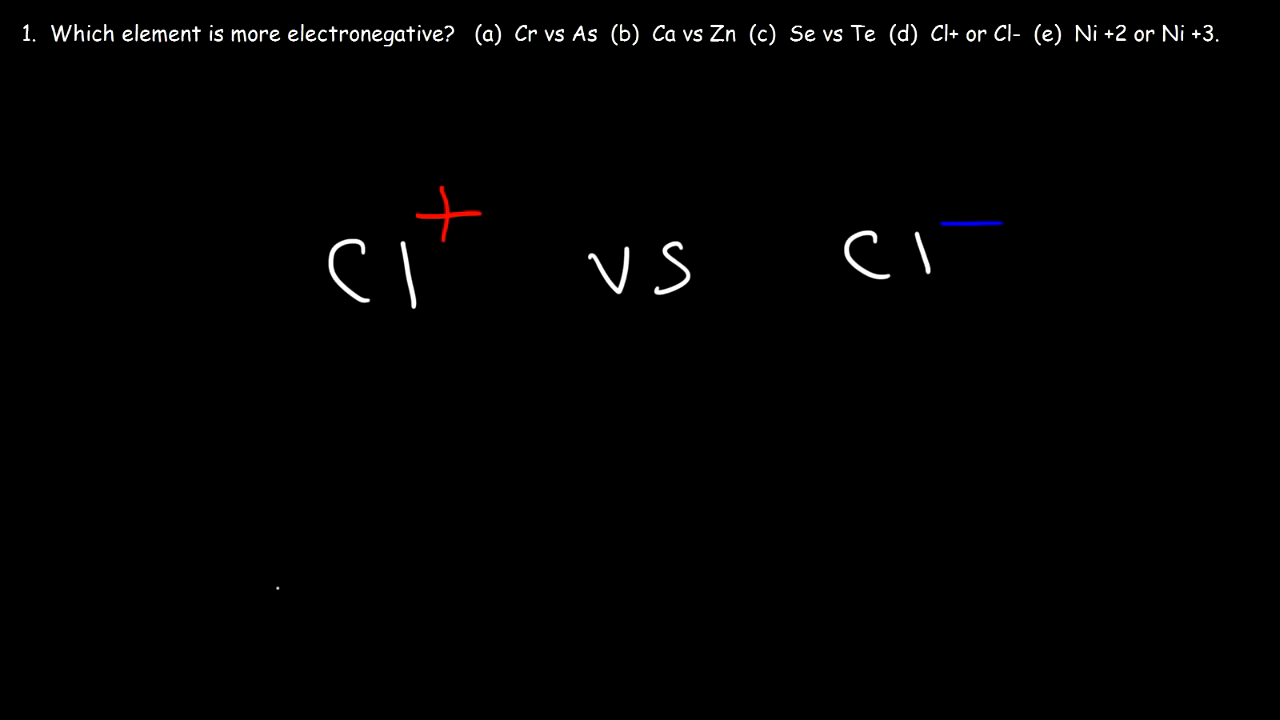 1. Which element is more electronegative? (a) Cr vs As (b) Ca vs Zn (c) Se vs Te (d) Cl+ or Cl- (e) Ni +2 or Ni +3.
Cl+ vs Cl-